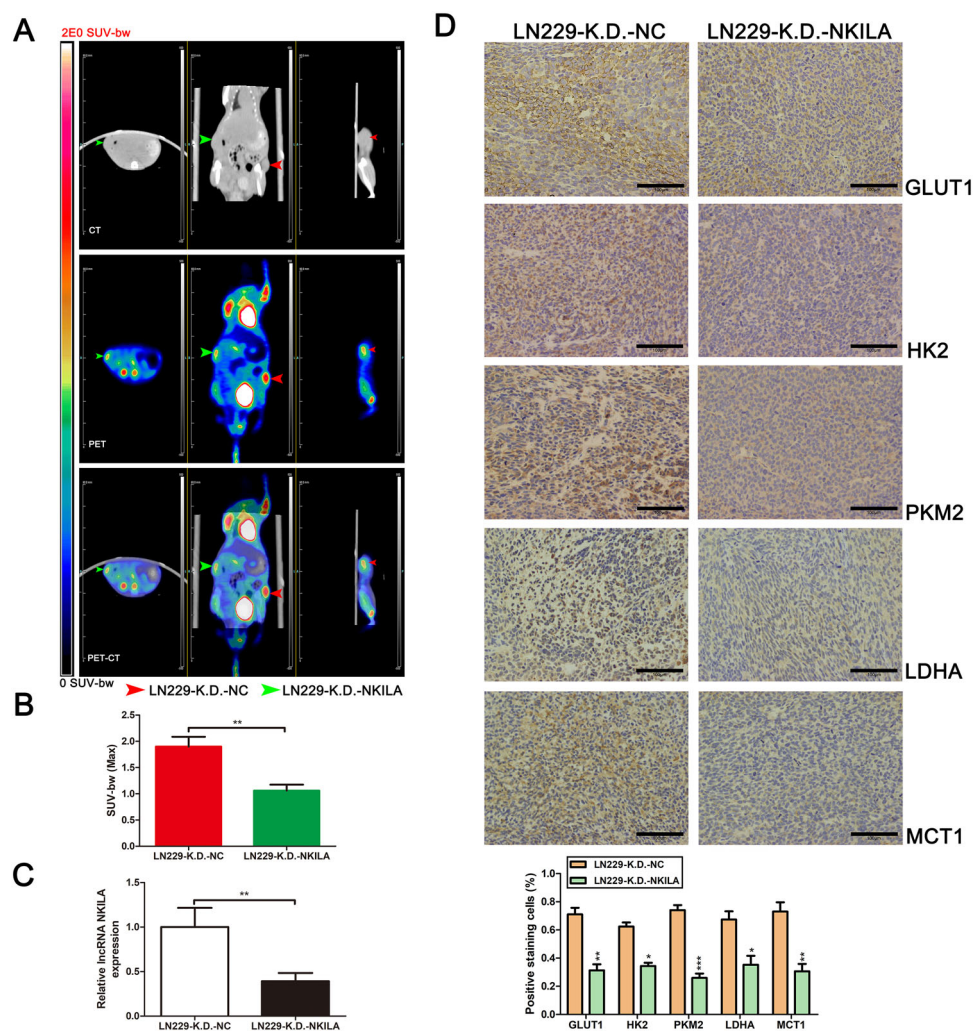 A
2E0 SUV-bw
CT
PET
PET-CT
0 SUV-bw
LN229-K.D.-NC
LN229-K.D.-NKILA
B
SUV-bw (Max)
2.5
2.0
1.5
1.0
0.5
0.0
**
LN229-K.D.-NC
LN229-K.D.-NKILA
C
Relative lncRNA NKILA
expression
1.5
1.0
0.5
0.0
**
LN229-K.D.-NC
LN229-K.D.-NKILA
D
LN229-K.D.-NC
LN229-K.D.-NKILA
GLUT1
HK2
PKM2
LDHA
MCT1
LN229-K.D.-NC
LN229-K.D.-NKILA
Positive staining cells (%)
0.8
0.6
0.4
0.2
0.0
**
*
***
*
**
GLUT1
HK2
PKM2
LDHA
MCT1